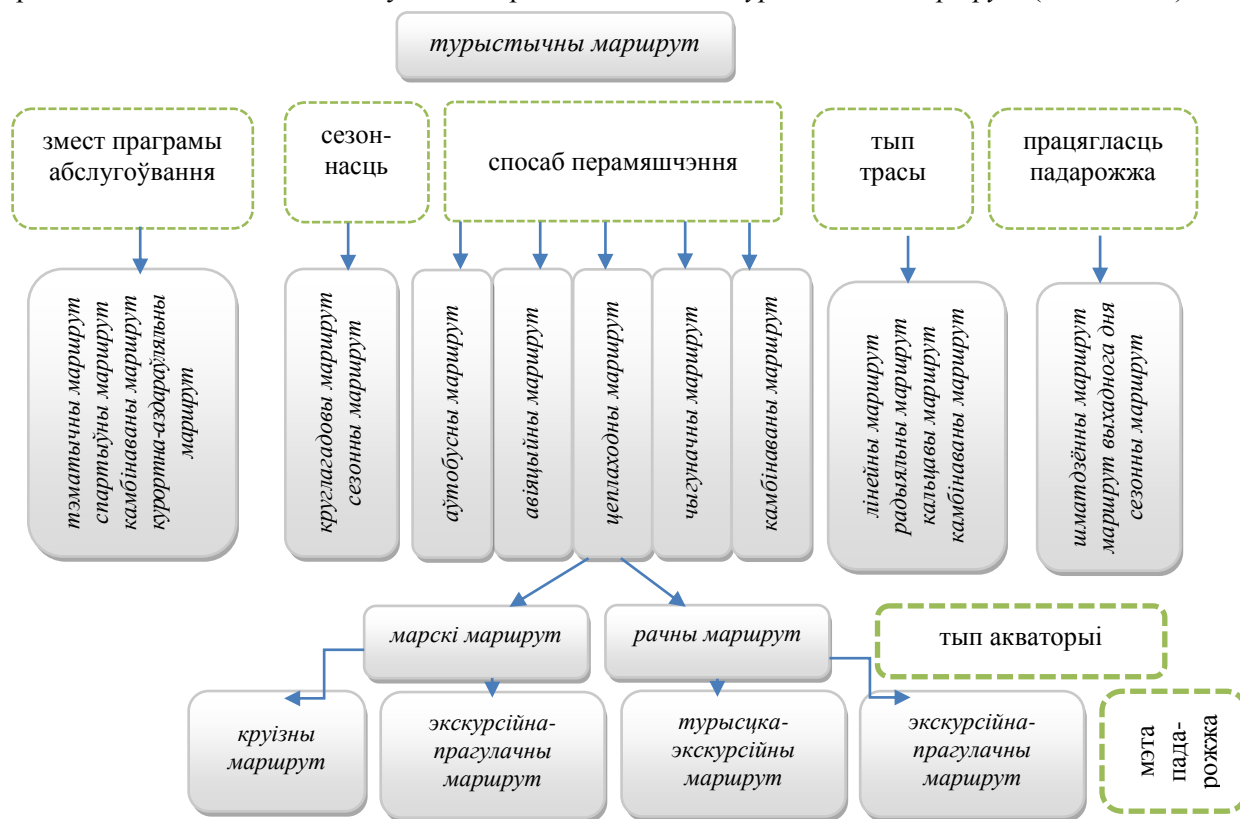 турыстычны маршрут
змест праграмы
абслугоўвання
сезон-
насць
спосаб перамяшчэння
тып
трасы
працягласць
падарожжа
тэматычны маршрут
спартыўны маршрут
камбінаваны маршрут
курортна-аздараўляльны
маршрут
круглагадовы маршрут
сезонны маршрут
аўтобусны маршрут
авіяцыйны маршрут
цеплаходны маршрут
чыгуначны маршрут
камбінаваны маршрут
лінейны маршрут
радыяльны маршрут
кальцавы маршрут
камбінаваны маршрут
шматдзённы маршрут
маршрут выхаднога дня
сезонны маршрут
марскі маршрут
рачны маршрут
тып акваторыі
круізны
маршрут
экскурсійна-
прагулачны
маршрут
турысцка-
экскурсійны
маршрут
экскурсійна-
прагулачны
маршрут
мэта
пада-
рожжа